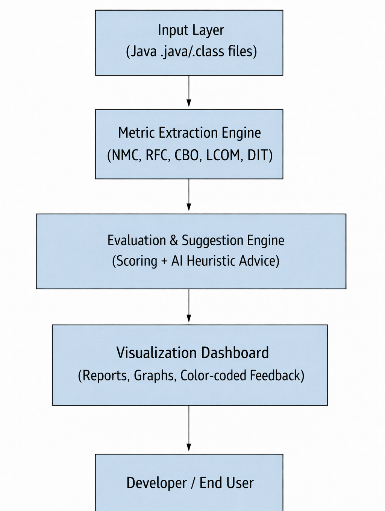 Input Layer
(Java .java/.class files)
Metric Extraction Engine
(NMC, RFC, CBO, LCOM, DIT)
Evaluation & Suggestion Engine
(Scoring + AI Heuristic Advice)
Visualization Dashboard
(Reports, Graphs, Color-coded Feedback)
Developer / End User